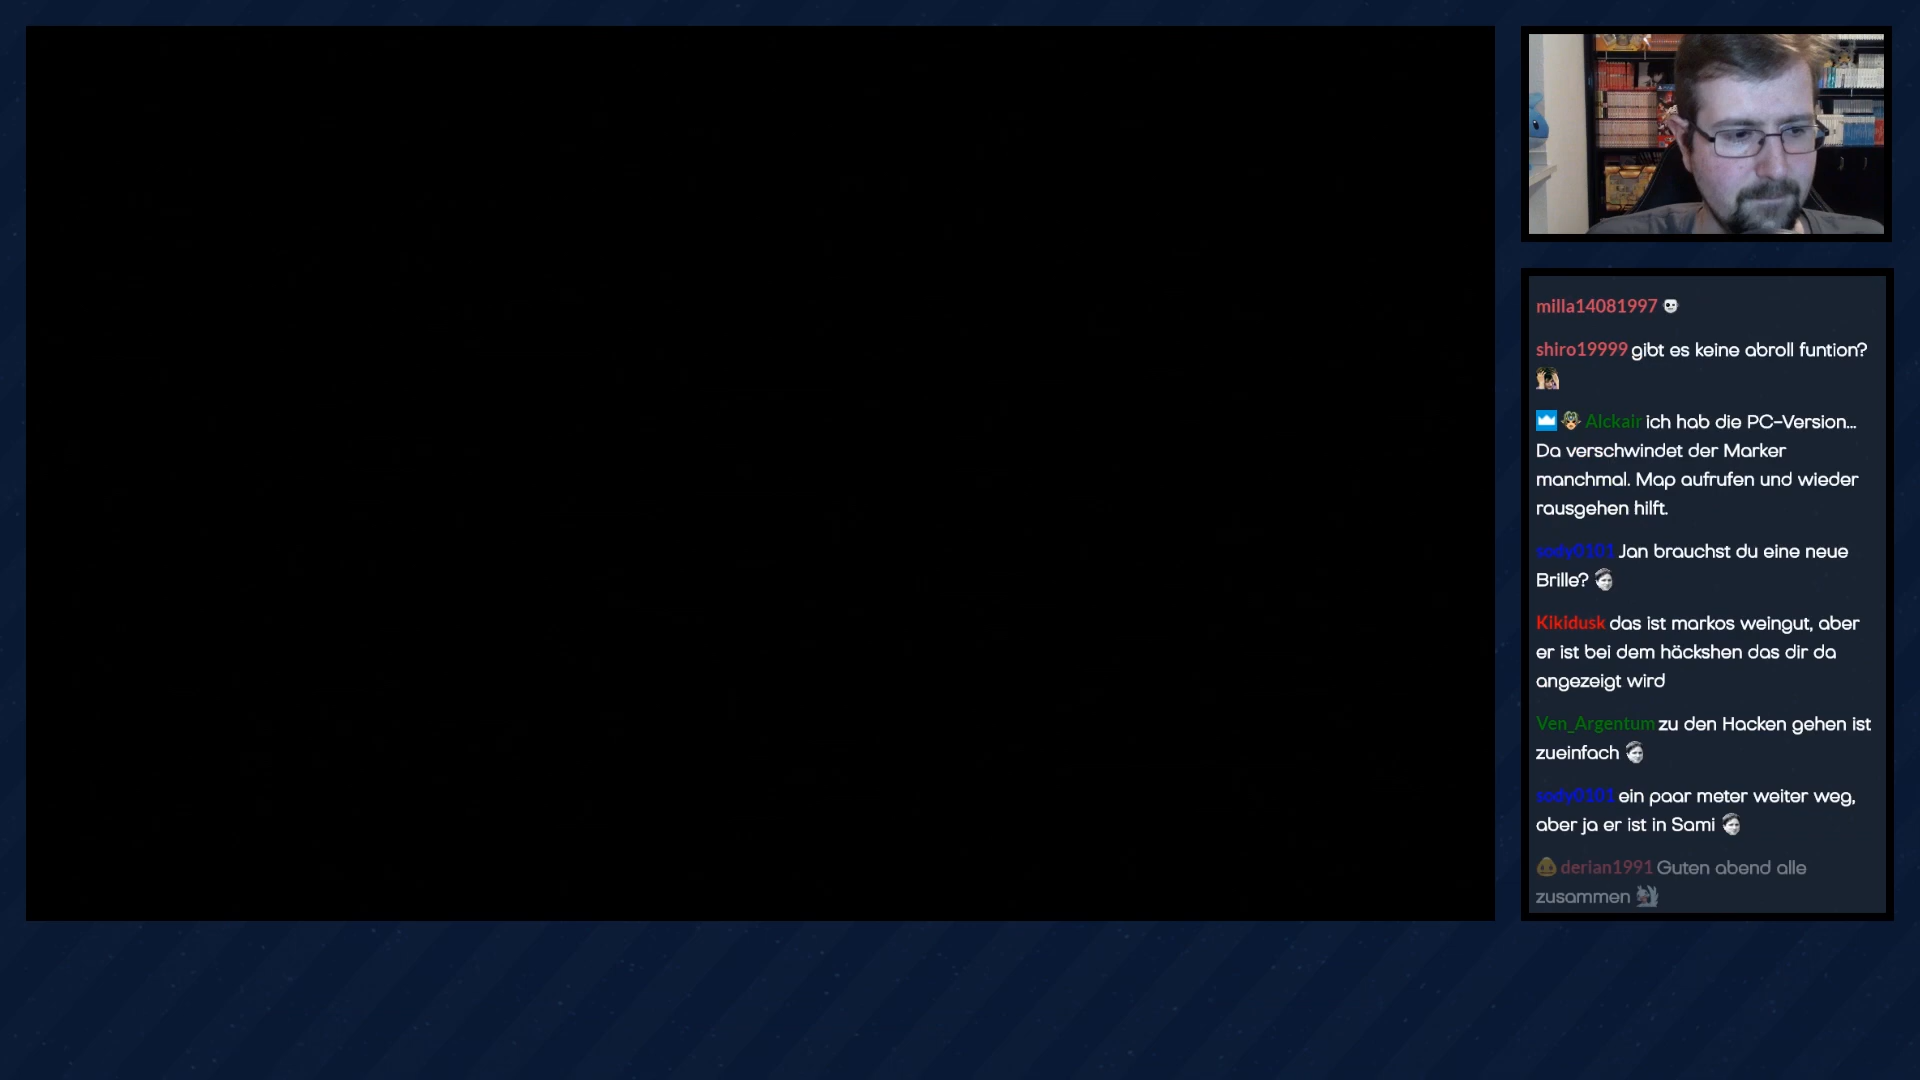 milla14081997
shiro19999 gibt es keine abroll funtion?
Alckair ich hab die PC-Version...
Da verschwindet der Marker
manchmal. Map aufrufen und wieder
rausgehen hilft.
sody0101 Jan brauchst du eine neue
Brille?
Kikidusk das ist markos weingut, aber
er ist bei dem häckshen das dir da
angezeigt wird
Ven_Argentum zu den Hacken gehen ist
zueinfach
sody0101 ein paar meter weiter weg,
aber ja er ist in Sami
derian1991 Guten abend alle
zusammen